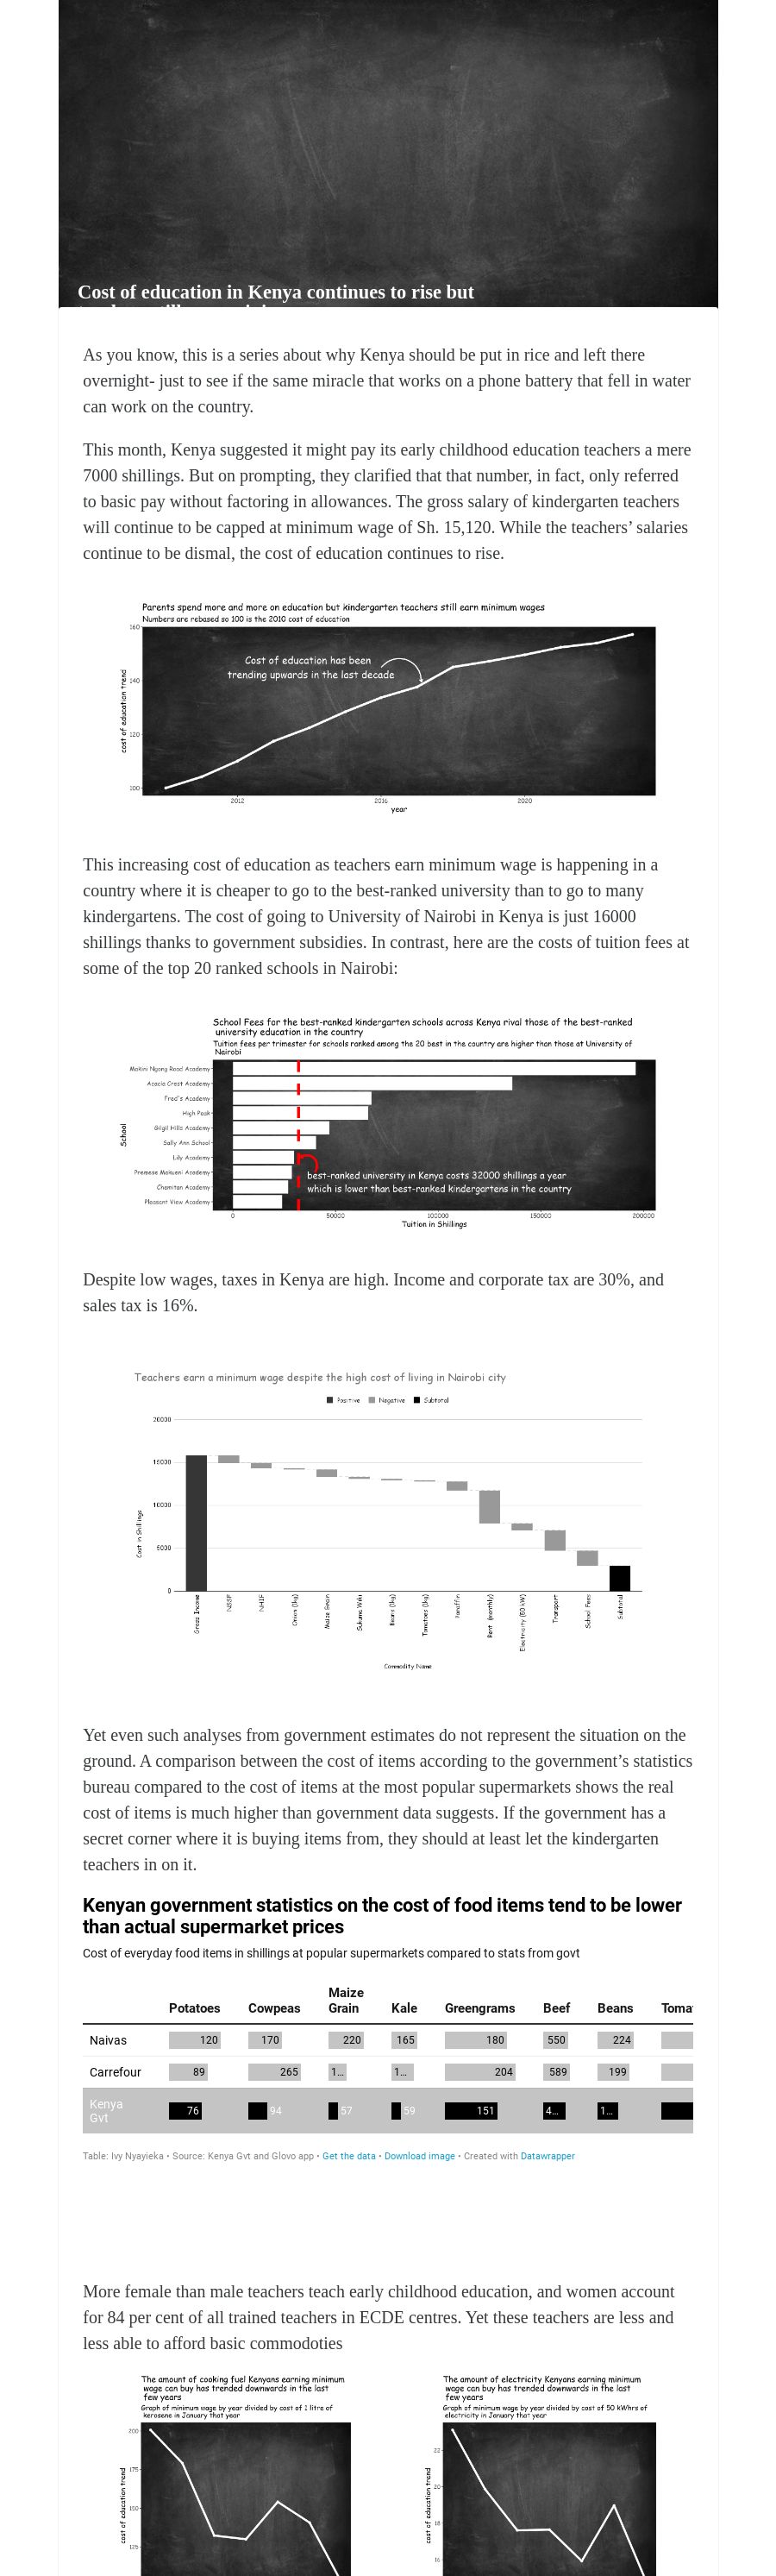 Cost of education in Kenya continues to rise but
As you know, this is a series about why Kenya should be put in rice and left there
overnight- just to see if the same miracle that works on a phone battery that fell in water
can work on the country.
This month, Kenya suggested it might pay its early childhood education teachers a mere
7000 shillings. But on prompting, they clarified that that number, in fact, only referred
to basic pay without factoring in allowances. The gross salary of kindergarten teachers
will continue to be capped at minimum wage of Sh. 15,120. While the teachers’ salaries
continue to be dismal, the cost of education continues to rise.
Parents spend more and more on education but kindergarten teachers still earn minimum wages
Numbers are rebased so 100 is the 2010 cost of education
160
140
120
100
cost of education trend
Cost of education has been
trending upwards in the last decade
2012
2016
2020
year
This increasing cost of education as teachers earn minimum wage is happening in a
country where it is cheaper to go to the best-ranked university than to go to many
kindergartens. The cost of going to University of Nairobi in Kenya is just 16000
shillings thanks to government subsidies. In contrast, here are the costs of tuition fees at
some of the top 20 ranked schools in Nairobi:
School Fees for the best-ranked kindergarten schools across Kenya rival those of the best-ranked
university education in the country
Tuition fees per trimester for schools ranked among the 20 best in the country are higher than those at University of
Nairobi
Makini Ngong Road Academy
Acacia Crest Academy
Fred's Academy
High Peak
Gilgil Hills Academy
Sally Ann School
Lily Academy
Premese Makueni Academy
Chemitan Academy
Pleasant View Academy
School
best-ranked university in Kenya costs 32000 shillings a year
which is lower than best-ranked kindergartens in the country
0
50000
100000
150000
200000
Tuition in Shillings
Despite low wages, taxes in Kenya are high. Income and corporate tax are 30%, and
sales tax is 16%.
Teachers earn a minimum wage despite the high cost of living in Nairobi city
Positive
Negative
Subtotal
20000
15000
10000
5000
0
Cost in Shillings
Gross Income
NSSF
NHIF
Onion (1kg)
Maize Grain
Sukuma Wiki
Beans (1kg)
Tomatoes (1kg)
Paraffin
Rent (monthly)
Electricity (50 kW)
Transport
School Fees
Subtotal
Commodity Name
Yet even such analyses from government estimates do not represent the situation on the
ground. A comparison between the cost of items according to the government’s statistics
bureau compared to the cost of items at the most popular supermarkets shows the real
cost of items is much higher than government data suggests. If the government has a
secret corner where it is buying items from, they should at least let the kindergarten
teachers in on it.
Kenyan government statistics on the cost of food items tend to be lower
than actual supermarket prices
Cost of everyday food items in shillings at popular supermarkets compared to stats from govt
Potatoes Cowpeas Maize Grain Kale Greengrams Beef Beans Toma
Naivas 120 170 220 165 180 550 224
Carrefour 89 265 1... 1... 204 589 199
Kenya Gvt 76 94 57 59 151 4... 1...
Table: Ivy Nyayieka • Source: Kenya Gvt and Glovo app • Get the data • Download image • Created with Datawrapper
More female than male teachers teach early childhood education, and women account
for 84 per cent of all trained teachers in ECDE centres. Yet these teachers are less and
less able to afford basic commodoties
The amount of cooking fuel Kenyans earning minimum
wage can buy has trended downwards in the last
few years
Graph of minimum wage by year divided by cost of 1 litre of
kerosene in January that year
200
175
150
125
cost of education trend
The amount of electricity Kenyans earning minimum
wage can buy has trended downwards in the last
few years
Graph of minimum wage by year divided by cost of 50 kW/hrs of
electricity in January that year
22
20
18
16
cost of education trend